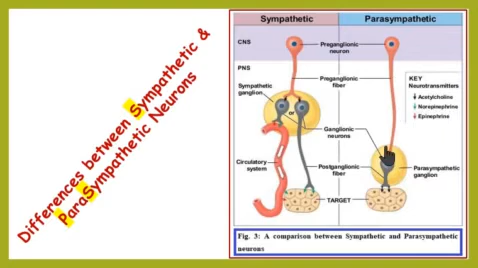 Differences between Sympathetic &
ParaSympathetic Neurons
Sympathetic
Parasympathetic
CNS
Preganglionic
neuron
PNS
Sympathetic
ganglion
Preganglionic
fiber
KEY
Neurotransmitters
Acetylcholine
Norepinephrine
Epinephrine
or
Ganglionic
neurons
Circulatory
system
Postganglionic
fiber
Parasympathetic
ganglion
TARGET
Fig. 3: A comparison between Sympathetic and Parasympathetic
neurons